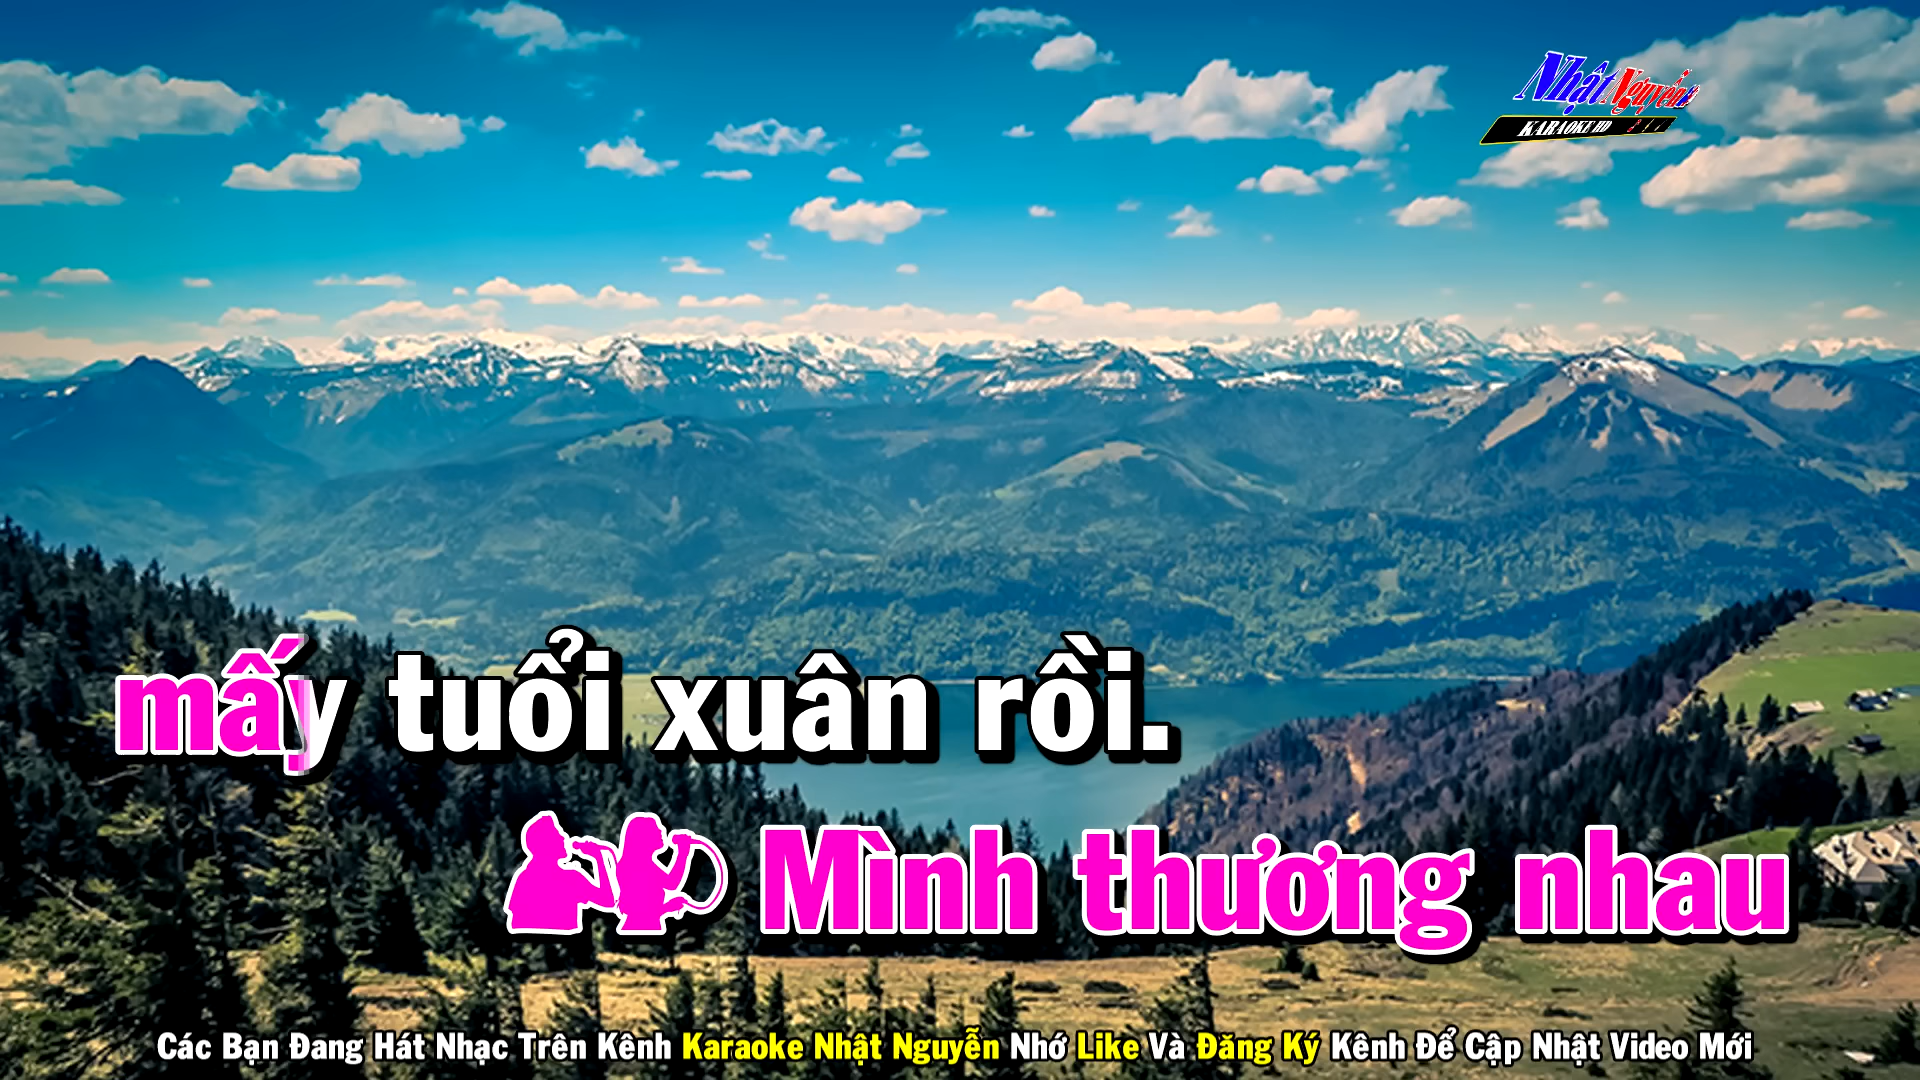 Nhật Nguyễn
KARAOKE HD
mấy tuổi xuân rồi.
Mình thương nhau
Các Bạn Đang Hát Nhạc Trên Kênh Karaoke Nhật Nguyễn Nhớ Like Và Đăng Ký Kênh Để Cập Nhật Video Mới